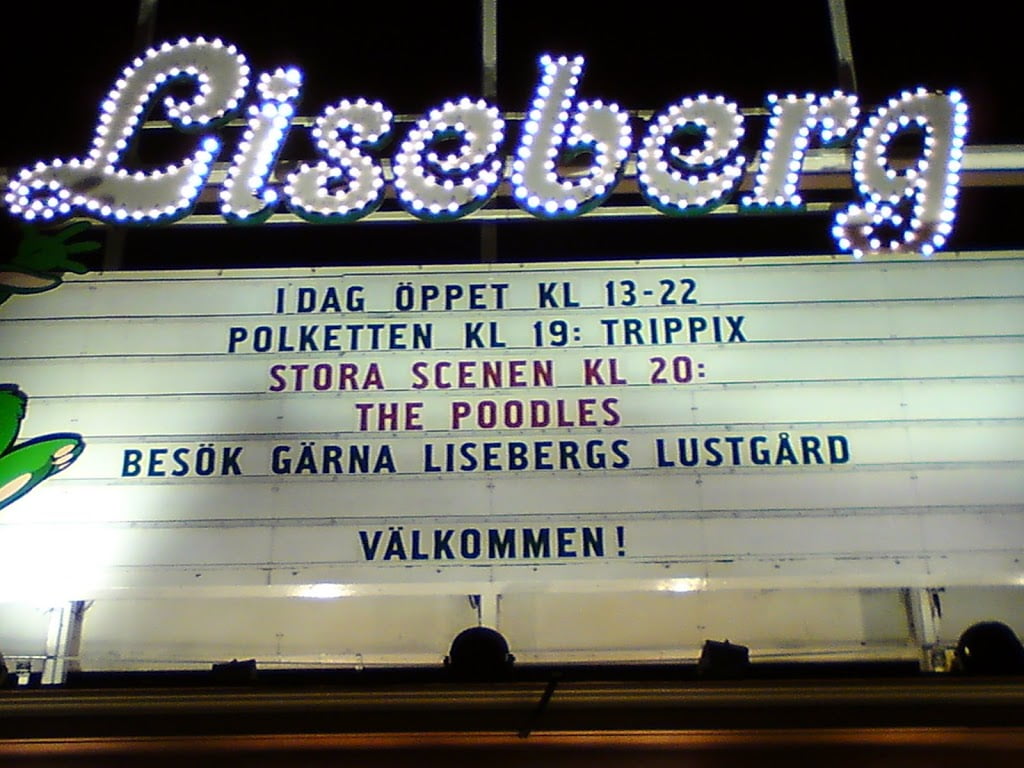 Liseberg
I DAG ÖPPET KL 13-22
POLKETTEN KL 19: TRIPPIX
STORA SCENEN KL 20:
THE POODLES
BESÖK GÄRNA LISEBERGS LUSTGÅRD
VÄLKOMMEN!